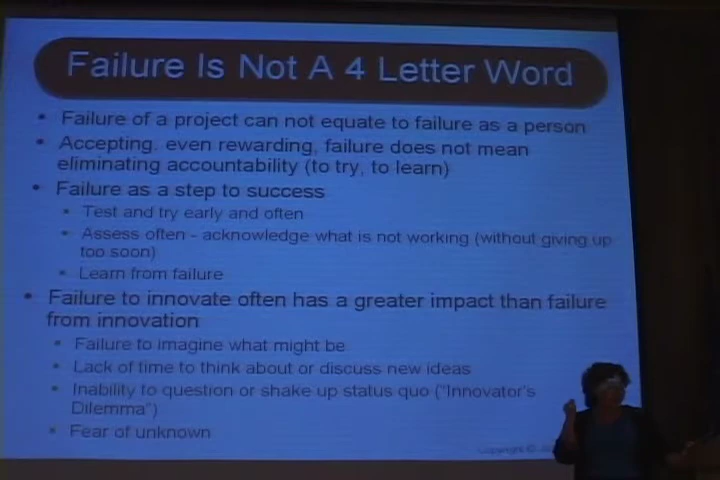 Failure Is Not A 4 Letter Word
• Failure of a project can not equate to failure as a person
• Accepting, even rewarding, failure does not mean
eliminating accountability (to try, to learn)
• Failure as a step to success
• Test and try early and often
• Assess often - acknowledge what is not working (without giving up
too soon)
• Learn from failure
• Failure to innovate often has a greater impact than failure
from innovation
• Failure to imagine what might be
• Lack of time to think about or discuss new ideas
• Inability to question or shake up status quo ("Innovator's
Dilemma")
• Fear of unknown
Copyright ©